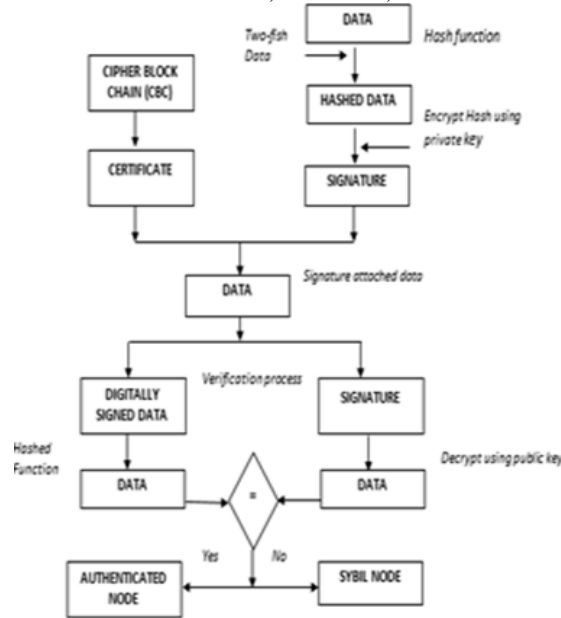 DATA
Two-fish
Data
Hash function
CIPHER BLOCK
CHAIN (CBC)
HASHED DATA
Encrypt Hash using
private key
CERTIFICATE
SIGNATURE
DATA
Signature attached data
Verification process
DIGITALLY
SIGNED DATA
SIGNATURE
Hashed
Function
Decrypt using public key
DATA
=
DATA
Yes
No
AUTHENTICATED
NODE
SYBIL NODE